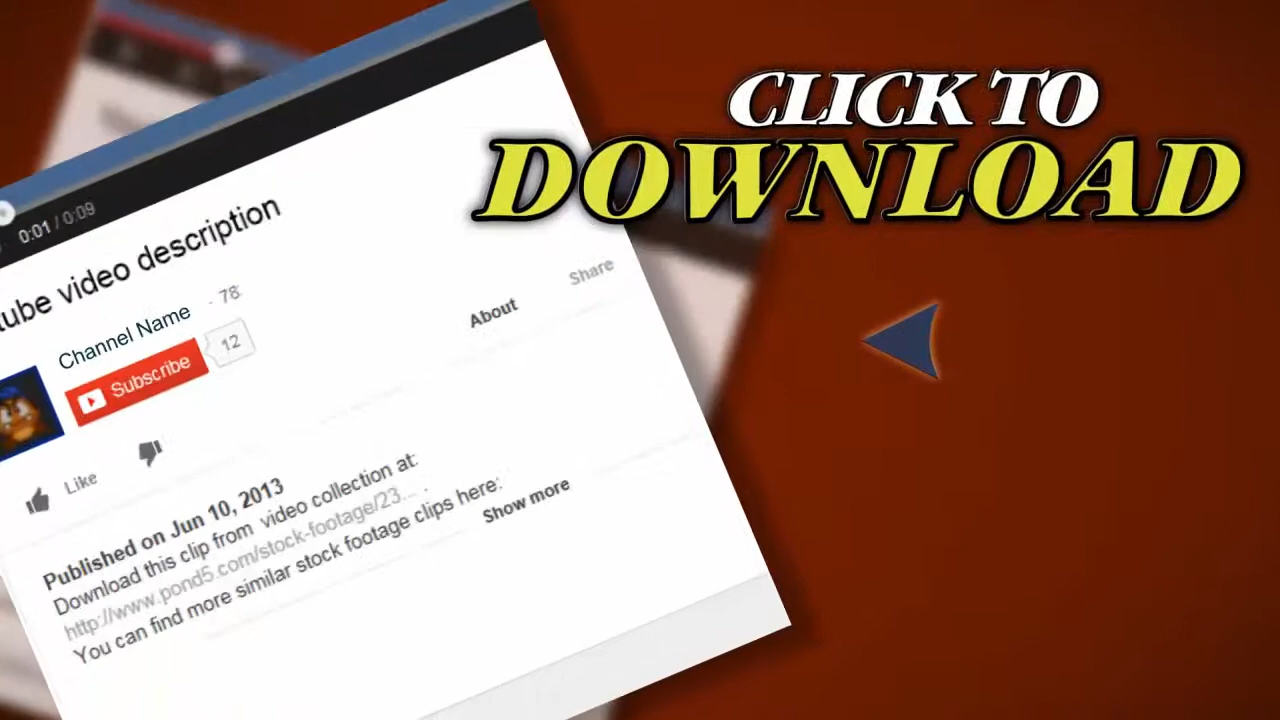 CLICK TO
DOWNLOAD
0:01 / 0:09
tube video description
Channel Name
78
Subscribe
12
About
Share
Like
Published on Jun 10, 2013
Download this clip from video collection at:
http://www.pond5.com/stock-footage/23...
You can find more similar stock footage clips here:
Show more